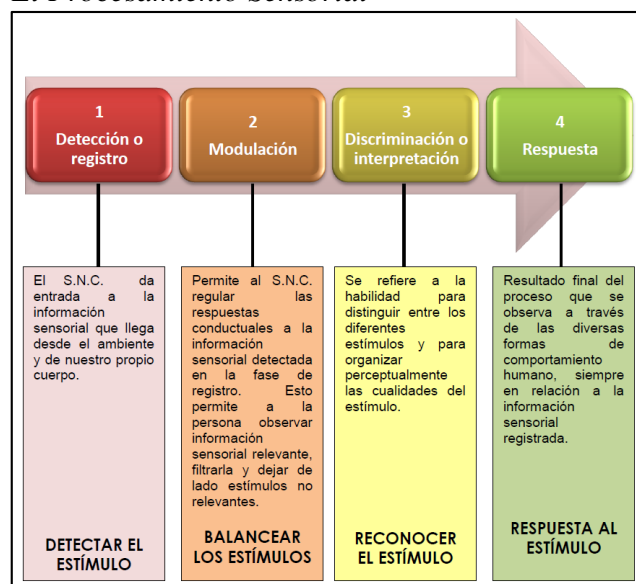 2. Procesamiento Sensorial
1
Detección o
registro
2
Modulación
3
Discriminación o
interpretación
4
Respuesta
El S.N.C. da
entrada a la
información
sensorial que llega
desde el ambiente
y de nuestro propio
cuerpo.
DETECTAR EL
ESTÍMULO
Permite al S.N.C.
regular las
respuestas
conductuales a la
información
sensorial detectada
en la fase de
registro. Esto
permite a la
persona observar
información
sensorial relevante,
filtrarla y dejar de
lado estímulos no
relevantes.
BALANCEAR
LOS ESTÍMULOS
Se refiere a la
habilidad para
distinguir entre los
diferentes
estímulos y para
organizar
perceptualmente
las cualidades del
estímulo.
RECONOCER
EL ESTÍMULO
Resultado final del
proceso que se
observa a través
de las diversas
formas de
comportamiento
humano, siempre
en relación a la
información
sensorial
registrada.
RESPUESTA AL
ESTÍMULO